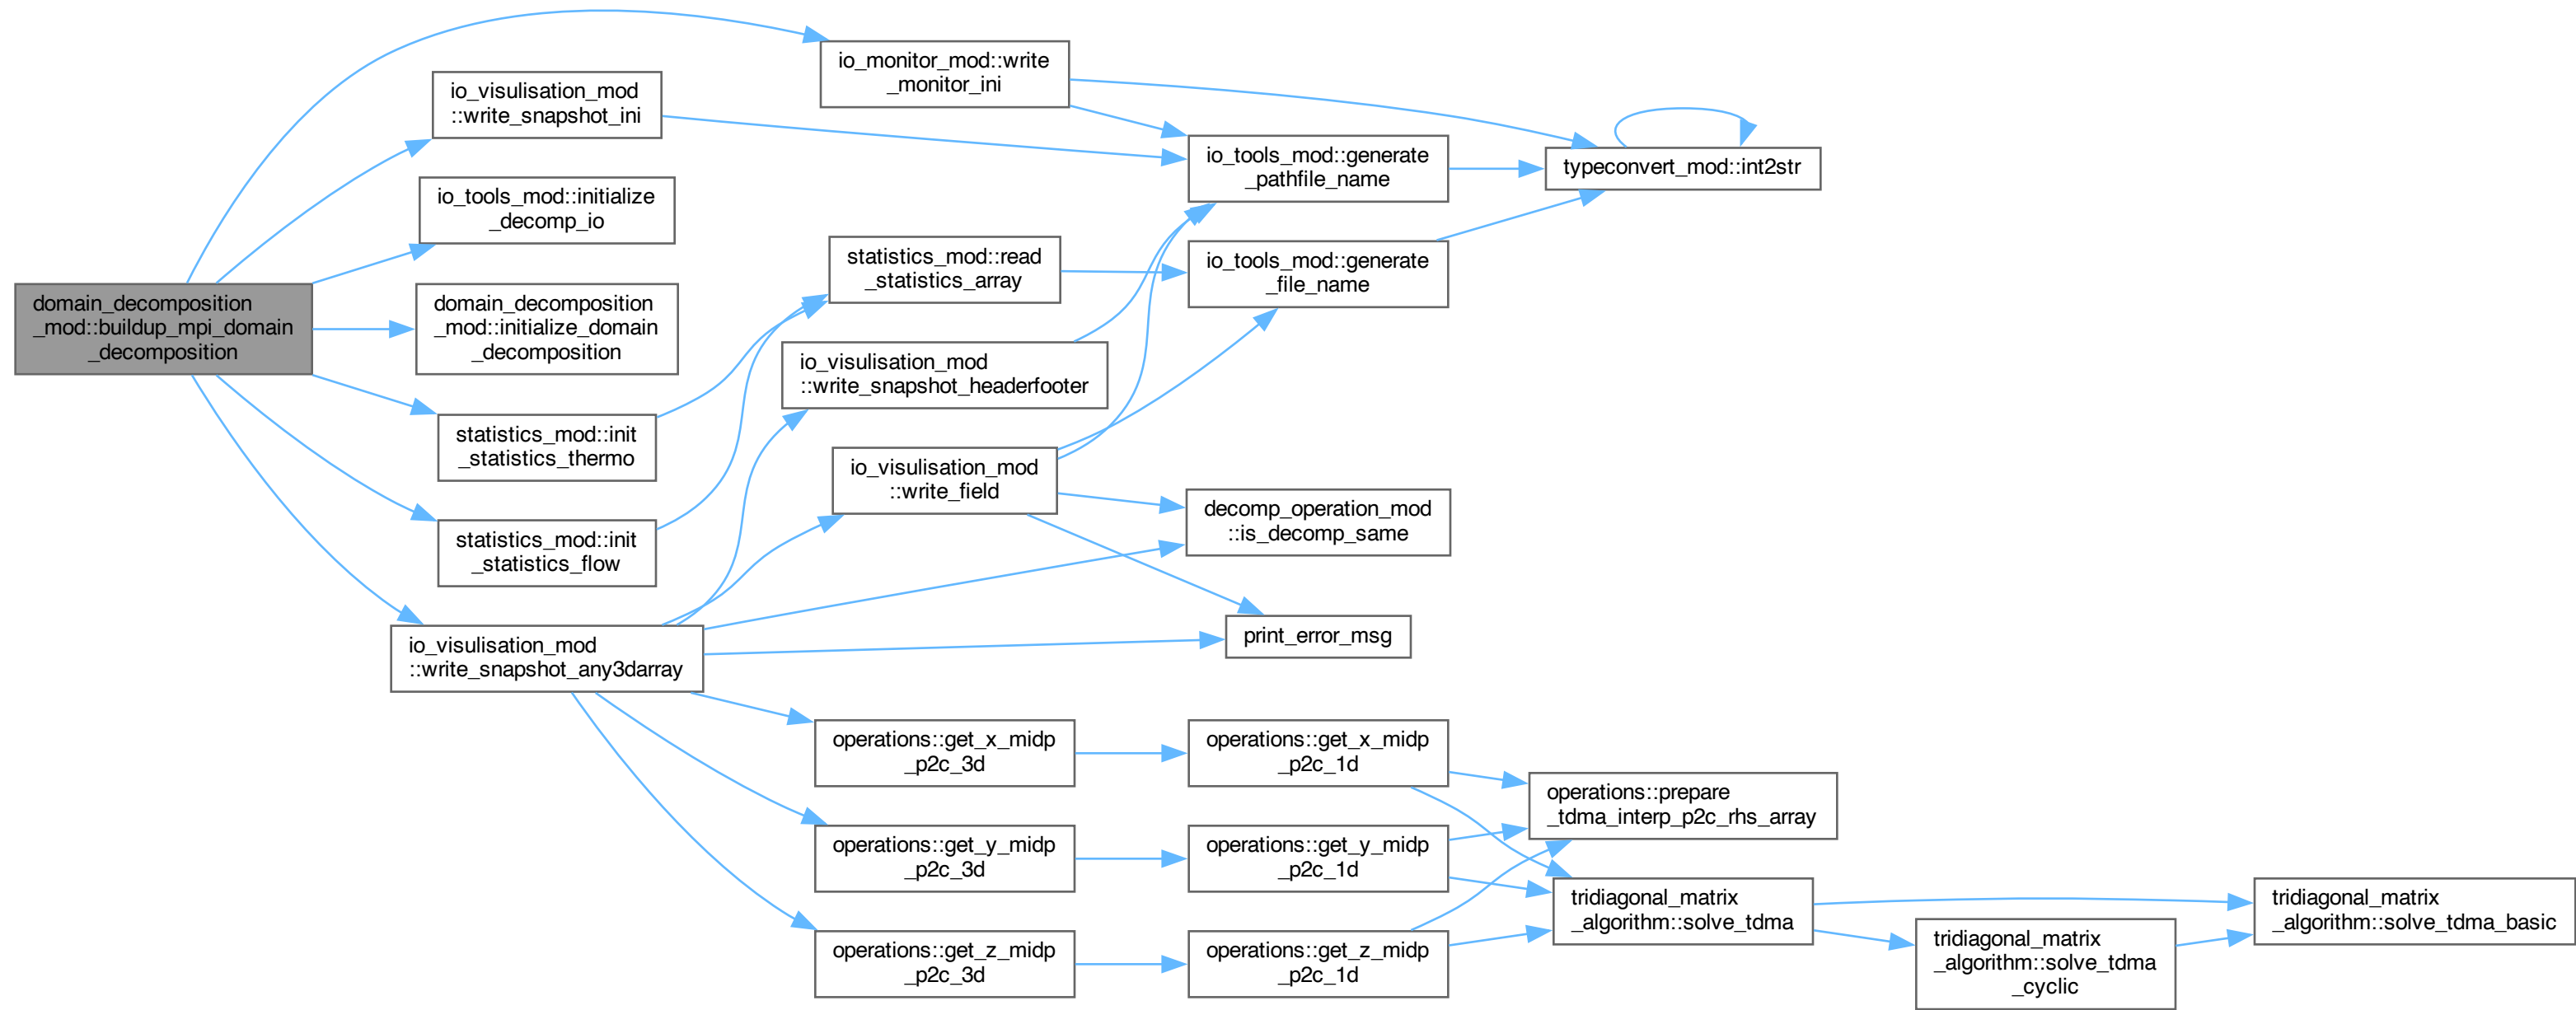 domain_decomposition
_mod::buildup_mpi_domain
_decomposition
io_monitor_mod::write
_monitor_ini
io_visulisation_mod
::write_snapshot_ini
io_tools_mod::initialize
_decomp_io
domain_decomposition
_mod::initialize_domain
_decomposition
statistics_mod::init
_statistics_thermo
statistics_mod::init
_statistics_flow
io_visulisation_mod
::write_snapshot_any3darray
statistics_mod::read
_statistics_array
io_visulisation_mod
::write_snapshot_headerfooter
io_visulisation_mod
::write_field
operations::get_x_midp
_p2c_3d
operations::get_y_midp
_p2c_3d
operations::get_z_midp
_p2c_3d
io_tools_mod::generate
_pathfile_name
io_tools_mod::generate
_file_name
decomp_operation_mod
::is_decomp_same
print_error_msg
operations::get_x_midp
_p2c_1d
operations::get_y_midp
_p2c_1d
operations::get_z_midp
_p2c_1d
typeconvert_mod::int2str
operations::prepare
_tdma_interp_p2c_rhs_array
tridiagonal_matrix
_algorithm::solve_tdma
tridiagonal_matrix
_algorithm::solve_tdma
_cyclic
tridiagonal_matrix
_algorithm::solve_tdma_basic